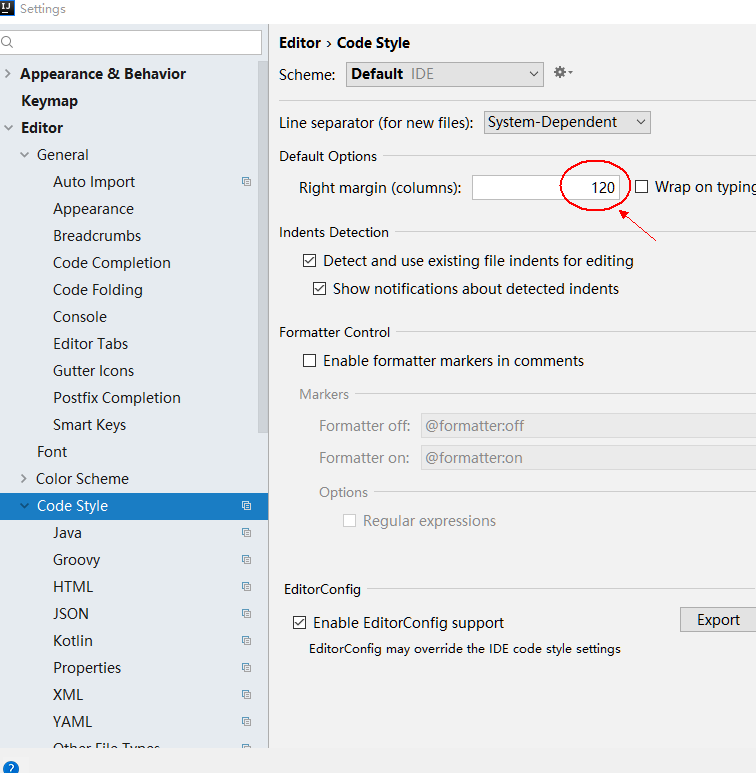 IJ Settings
Appearance & Behavior
Keymap
Editor
General
Auto Import
Appearance
Breadcrumbs
Code Completion
Code Folding
Console
Editor Tabs
Gutter Icons
Postfix Completion
Smart Keys
Font
Color Scheme
Code Style
Java
Groovy
HTML
JSON
Kotlin
Properties
XML
YAML
Other File Types
?
Editor › Code Style
Scheme: Default IDE
Line separator (for new files): System-Dependent
Default Options
Right margin (columns): 120 Wrap on typing
Indents Detection
Detect and use existing file indents for editing
Show notifications about detected indents
Formatter Control
Enable formatter markers in comments
Markers
Formatter off: @formatter:off
Formatter on: @formatter:on
Options
Regular expressions
EditorConfig
Enable EditorConfig support Export
EditorConfig may override the IDE code style settings